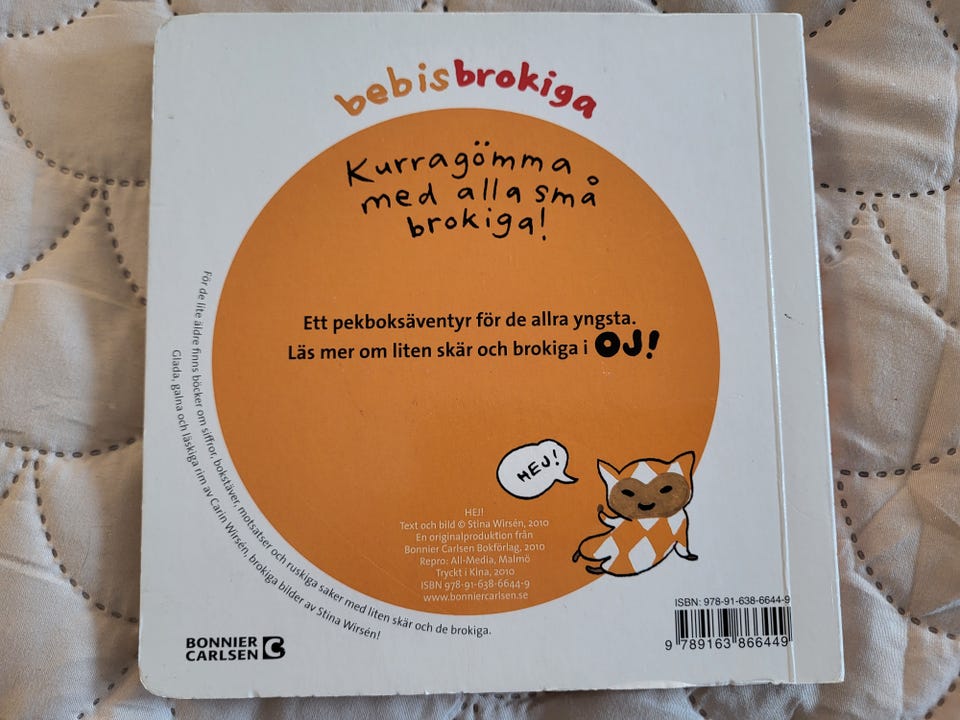 bebisbrokiga
Kurragömma
med alla små
brokiga!
Ett pekboksäventyr för de allra yngsta.
Läs mer om liten skär och brokiga i OJ!
HEJ!
HEJ!
Text och bild © Stina Wirsén, 2010
En originalproduktion från
Bonnier Carlsen Bokförlag, 2010
Repro: All-Media, Malmö
Tryckt i Kina, 2010
ISBN 978-91-638-6644-9
www.bonniercarlsen.se
För de lite äldre finns böcker om siffror, bokstäver, motsatser och ruskiga saker med liten skär och de brokiga.
Glada, galna och läskiga rim av Carin Wirsén, brokiga bilder av Stina Wirsén!
BONNIER
CARLSEN
ISBN: 978-91-638-6644-9
9 789163 866449